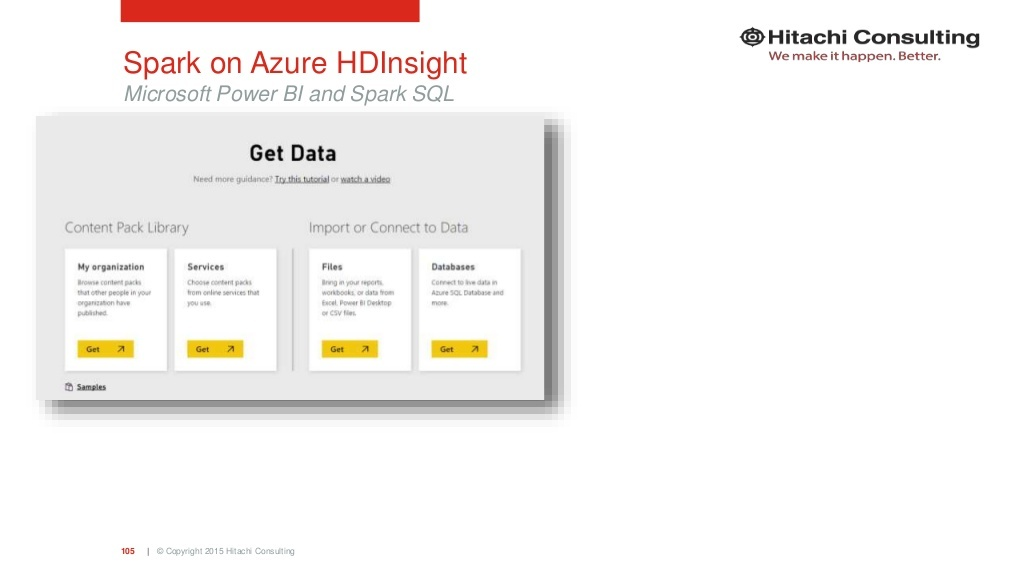 Hitachi Consulting
We make it happen. Better.
Spark on Azure HDInsight
Microsoft Power BI and Spark SQL
Get Data
Need more guidance? Try this tutorial or watch a video
Content Pack Library
Import or Connect to Data
My organization
Browse content packs
that other people in your
organization have
published.
Get
Services
Choose content packs
from online services that
you use.
Get
Files
Bring in your reports,
workbooks, or data from
Excel, Power BI Desktop
or CSV files.
Get
Databases
Connect to live data in
Azure SQL Database and
more.
Get
Samples
105 | © Copyright 2015 Hitachi Consulting